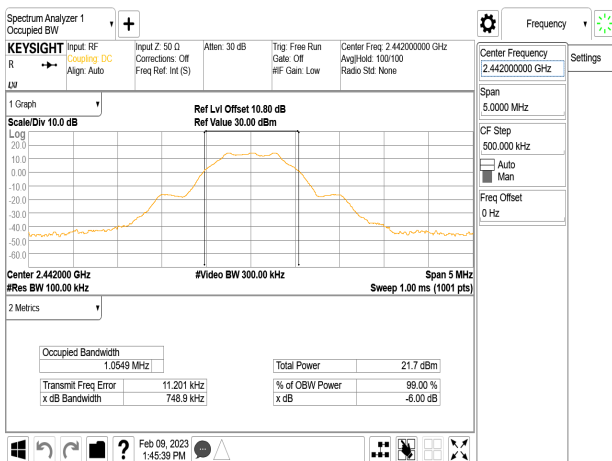 Spectrum Analyzer 1
Occupied BW
▼
+
Frequency
▼
KEYSIGHT
R
LXI
Input: RF
Coupling: DC
Align: Auto
Input Z: 50 Ω
Corrections: Off
Freq Ref: Int (S)
Atten: 30 dB
Trig: Free Run
Gate: Off
#IF Gain: Low
Center Freq: 2.442000000 GHz
Avg|Hold: 100/100
Radio Std: None
Center Frequency
2.442000000 GHz
Settings
Span
5.0000 MHz
CF Step
500.000 kHz
Auto
Man
Freq Offset
0 Hz
1 Graph
▼
Scale/Div 10.0 dB
Ref Lvl Offset 10.80 dB
Ref Value 30.00 dBm
Log
20.0
10.0
0.00
-10.0
-20.0
-30.0
-40.0
-50.0
-60.0
Center 2.442000 GHz
#Res BW 100.00 kHz
#Video BW 300.00 kHz
Span 5 MHz
Sweep 1.00 ms (1001 pts)
2 Metrics
▼
Occupied Bandwidth
1.0549 MHz
Total Power 21.7 dBm
Transmit Freq Error 11.201 kHz
% of OBW Power 99.00 %
x dB Bandwidth 748.9 kHz
x dB -6.00 dB
?
Feb 09, 2023
1:45:39 PM